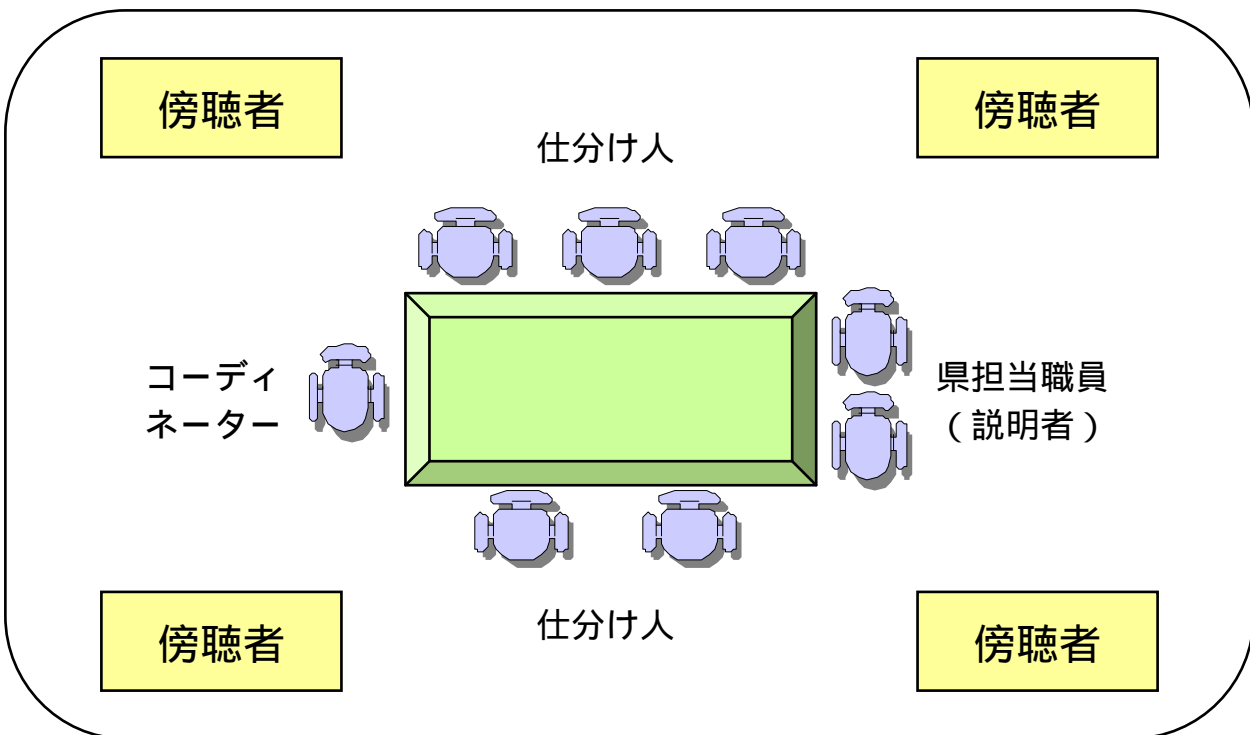 傍聴者
傍聴者
仕分け人
コーディ
ネーター
県担当職員
（説明者）
仕分け人
傍聴者
傍聴者